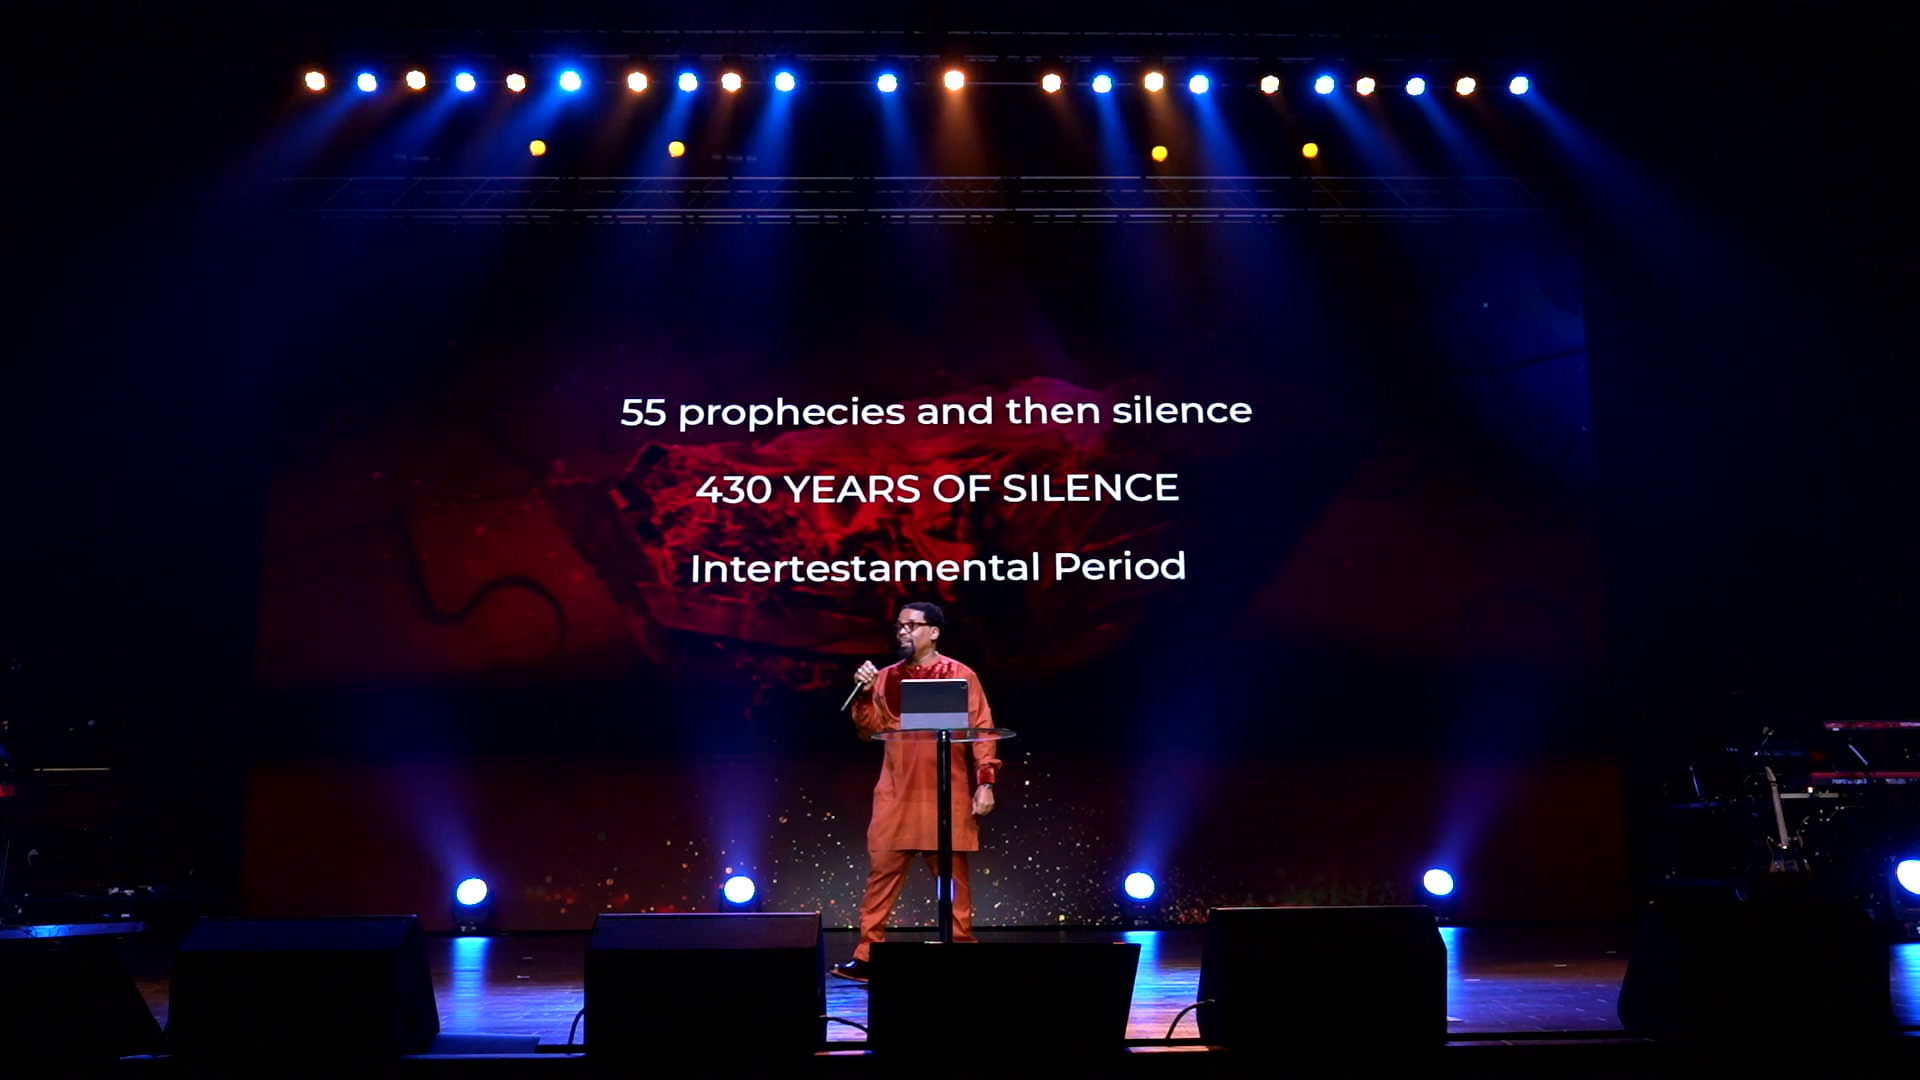 55 prophecies and then silence
430 YEARS OF SILENCE
Intertestamental Period